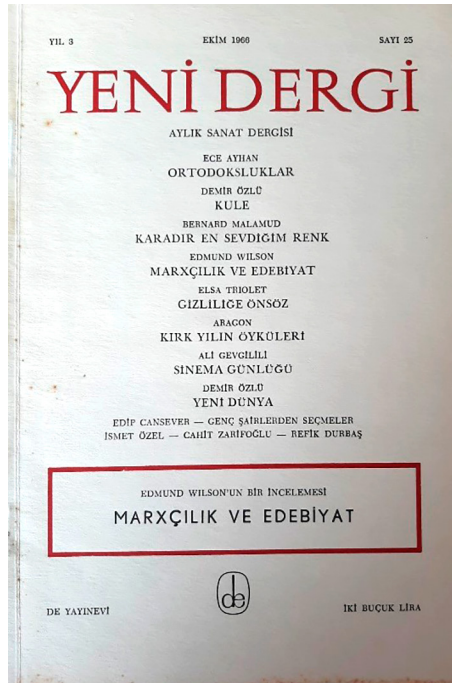 YIL 3 EKİM 1966 SAYI 25
YENİ DERGİ
AYLIK SANAT DERGİSİ
ECE AYHAN
ORTODOKSLUKLAR
DEMİR ÖZLÜ
KULE
BERNARD MALAMUD
KARADIR EN SEVDİĞİM RENK
EDMUND WILSON
MARXÇILIK VE EDEBİYAT
ELSA TRIOLET
GİZLİLİĞE ÖNSÖZ
ARAGON
KIRK YILIN ÖYKÜLERİ
ALİ GEVGİLİLİ
SİNEMA GÜNLÜĞÜ
DEMİR ÖZLÜ
YENİ DÜNYA
EDİP CANSEVER — GENÇ ŞAİRLERDEN SEÇMELER
İSMET ÖZEL — CAHİT ZARİFOĞLU — REFİK DURBAŞ
EDMUND WILSON'UN BİR İNCELEMESİ
MARXÇILIK VE EDEBİYAT
DE YAYINEVİ de İKİ BUÇUK LİRA